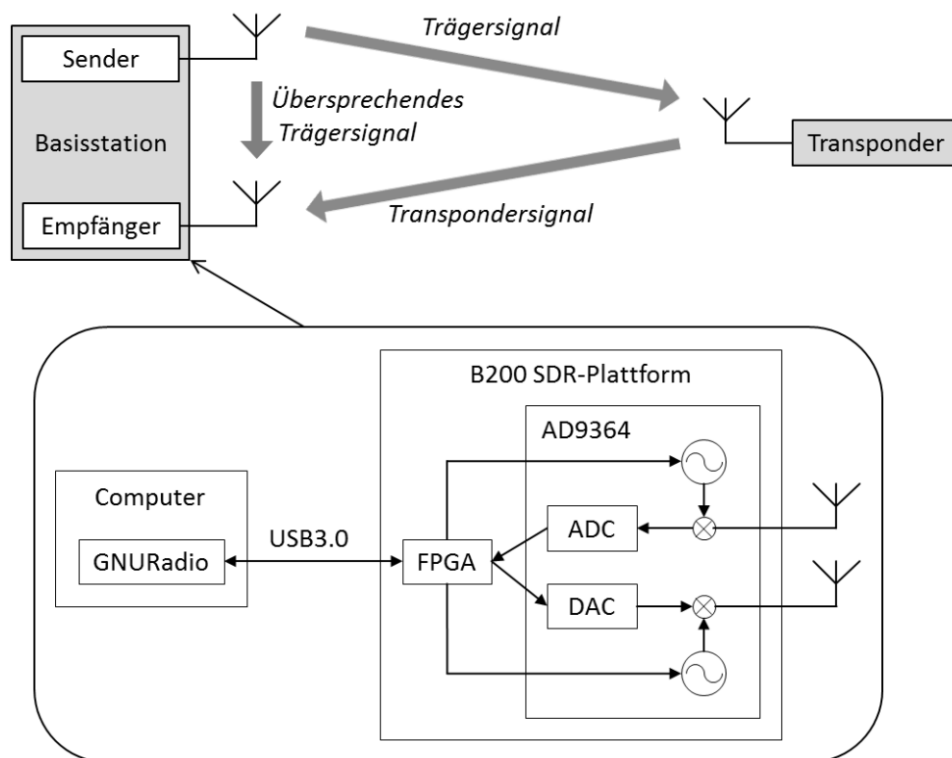 Sender
Trägersignal
Übersprechendes
Trägersignal
Basisstation
Transponder
Empfänger
Transpondersignal
B200 SDR-Plattform
AD9364
Computer
ADC
USB3.0
GNURadio
FPGA
DAC